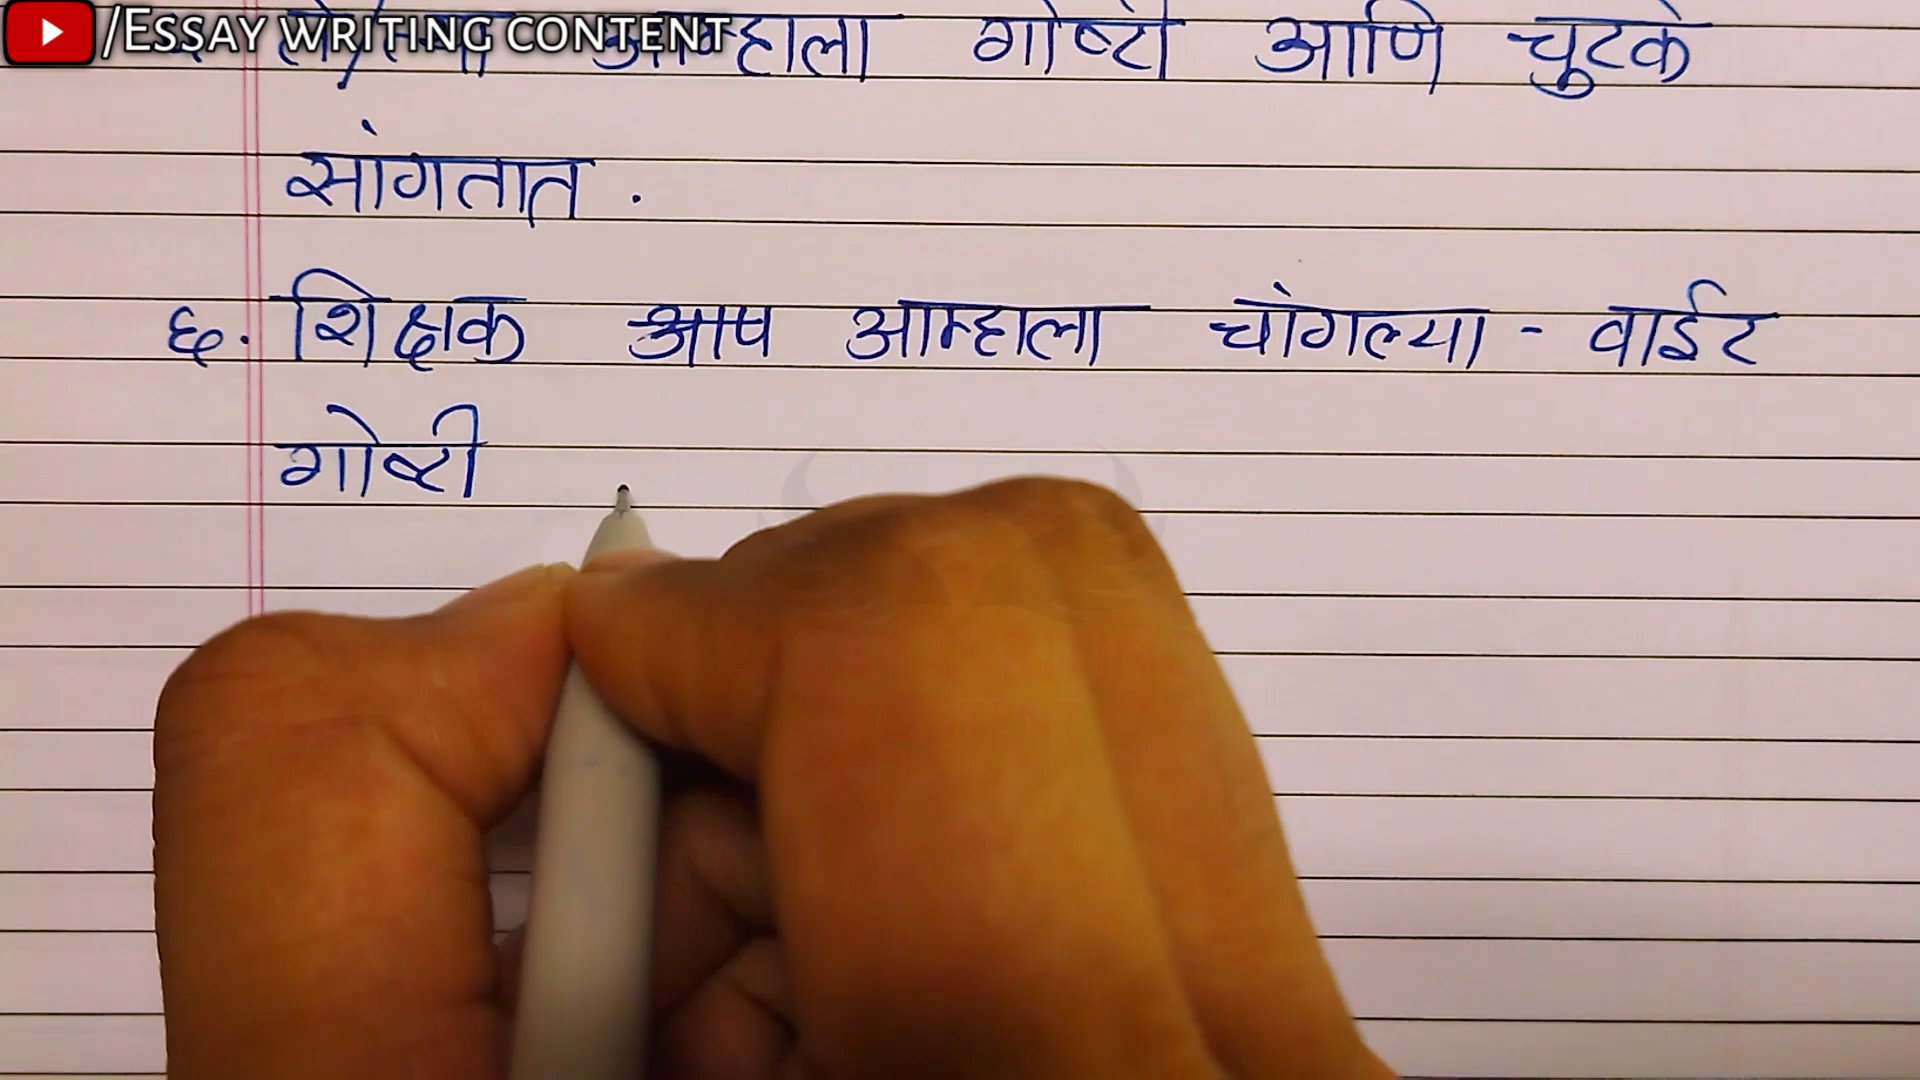 /ESSAY WRITING CONTENT
ते/त्या आम्हाला गोष्टी आणि चुटके
सांगतात .
६. शिक्षक आप आम्हाला चांगल्या - वाईट
गोष्टी